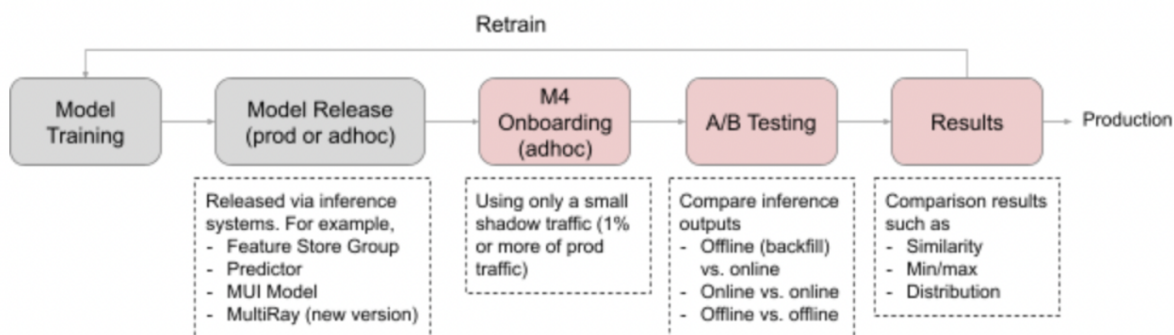 Retrain
Model
Training
Model Release
(prod or adhoc)
M4
Onboarding
(adhoc)
A/B Testing
Results
Production
Released via inference
systems. For example,
- Feature Store Group
- Predictor
- MUI Model
- MultiRay (new version)
Using only a small
shadow traffic (1%
or more of prod
traffic)
Compare inference
outputs
- Offline (backfill)
vs. online
- Online vs. online
- Offline vs. offline
Comparison results
such as
- Similarity
- Min/max
- Distribution